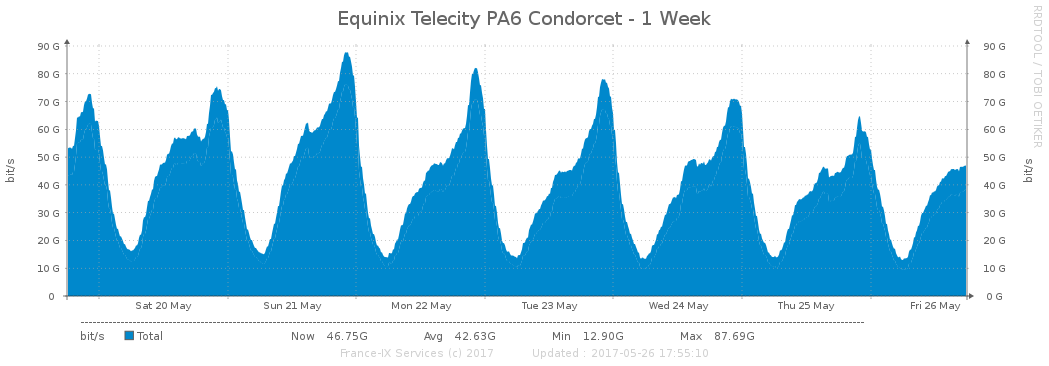 Equinix Telecity PA6 Condorcet - 1 Week
RRDTOOL / TOBI OETIKER
bit/s
bit/s
90 G 90 G
80 G 80 G
70 G 70 G
60 G 60 G
50 G 50 G
40 G 40 G
30 G 30 G
20 G 20 G
10 G 10 G
0 0 G
Sat 20 May Sun 21 May Mon 22 May Tue 23 May Wed 24 May Thu 25 May Fri 26 May
bit/s Total Now 46.75G Avg 42.63G Min 12.90G Max 87.69G
France-IX Services (c) 2017 Updated : 2017-05-26 17:55:10